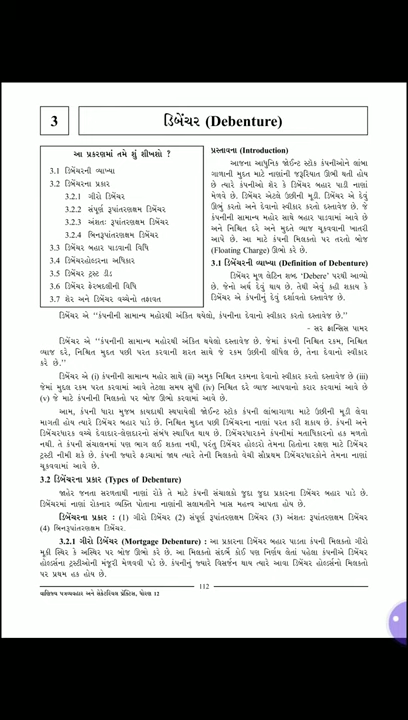 3
ડિબેંચર (Debenture)
આ પ્રકરણમાં તમે શું શીખશો ?
3.1 ડિબેંચરની વ્યાખ્યા
3.2 ડિબેંચરના પ્રકાર
3.2.1 ગીરો ડિબેંચર
3.2.2 સંપૂર્ણ રૂપાંતરણક્ષમ ડિબેંચર
3.2.3 અંશતઃ રૂપાંતરણક્ષમ ડિબેંચર
3.2.4 બિનરૂપાંતરણક્ષમ ડિબેંચર
3.3 ડિબેંચર બહાર પાડવાની વિધિ
3.4 ડિબેંચરહોલ્ડરના અધિકાર
3.5 ડિબેંચર ટ્રસ્ટ ડીડ
3.6 ડિબેંચર ફેરબદલીની વિધિ
3.7 શેર અને ડિબેંચર વચ્ચેનો તફાવત
પ્રસ્તાવના (Introduction)
આજના આધુનિક જોઈન્ટ સ્ટોક કંપનીઓને લાંબા
ગાળાની મુદત માટે નાણાંની જરૂરિયાત ઊભી થતી હોય
છે ત્યારે કંપનીઓ શેર કે ડિબેંચર બહાર પાડી નાણાં
મેળવે છે. ડિબેંચર એટલે ઉછીની મૂડી. ડિબેંચર એ દેવું
ઊભું કરતો અને દેવાનો સ્વીકાર કરતો દસ્તાવેજ છે. જે
કંપનીની સામાન્ય મહોર સાથે બહાર પાડવામાં આવે છે
અને નિશ્ચિત દરે અને મુદતે વ્યાજ ચૂકવવાની ખાતરી
આપે છે. આ માટે કંપની મિલકતો પર તરતો બોજ
(Floating Charge) ઊભો કરે છે.
3.1 ડિબેંચરની વ્યાખ્યા (Definition of Debenture)
ડિબેંચર મૂળ લેટિન શબ્દ 'Debere' પરથી આવ્યો
છે. જેનો અર્થ દેવું થાય છે. તેથી એવું કહી શકાય કે
ડિબેંચર એ કંપનીનું દેવું દર્શાવતો દસ્તાવેજ છે.
ડિબેંચર એ “કંપનીની સામાન્ય મહોરથી અંકિત થયેલો, કંપનીના દેવાનો સ્વીકાર કરતો દસ્તાવેજ છે.”
- સર ફ્રાન્સિસ પામર
ડિબેંચર એ “કંપનીની સામાન્ય મહોરથી અંકિત થયેલો દસ્તાવેજ છે. જેમાં કંપની નિશ્ચિત રકમ, નિશ્ચિત
વ્યાજ દરે, નિશ્ચિત મુદત પછી પરત કરવાની શરત સાથે જે રકમ ઉછીની લીધેલ છે, તેના દેવાનો સ્વીકાર
કરે છે.”
ડિબેંચર એ (i) કંપનીની સામાન્ય મહોર સાથે (ii) અમુક નિશ્ચિત રકમના દેવાનો સ્વીકાર કરતો દસ્તાવેજ છે (iii)
જેમાં મુદલ રકમ પરત કરવામાં આવે તેટલા સમય સુધી (iv) નિશ્ચિત દરે વ્યાજ આપવાનો કરાર કરવામાં આવે છે
(v) જે માટે કંપનીની મિલકતો પર બોજ ઊભો કરવામાં આવે છે.
આમ, કંપની ધારા મુજબ કાયદાથી સ્થપાયેલી જોઈન્ટ સ્ટોક કંપની લાંબાગાળા માટે ઉછીની મૂડી લેવા
માગતી હોય ત્યારે ડિબેંચર બહાર પાડે છે. નિશ્ચિત મુદત પછી ડિબેંચરના નાણાં પરત કરી શકાય છે. કંપની અને
ડિબેંચરધારક વચ્ચે દેવાદાર-લેણદારનો સંબંધ સ્થાપિત થાય છે. ડિબેંચરધારકને કંપનીમાં મતાધિકારનો હક મળતો
નથી. તે કંપની સંચાલનમાં પણ ભાગ લઈ શકતા નથી, પરંતુ ડિબેંચર હોલ્ડરો તેમના હિતોના રક્ષણ માટે ડિબેંચર
ટ્રસ્ટી નીમી શકે છે. કંપની જ્યારે ફડચામાં જાય ત્યારે તેની મિલકતો વેચી સૌપ્રથમ ડિબેંચરધારકોને તેમના નાણાં
ચૂકવવામાં આવે છે.
3.2 ડિબેંચરના પ્રકાર (Types of Debenture)
જાહેર જનતા સરળતાથી નાણાં રોકે તે માટે કંપની સંચાલકો જુદા જુદા પ્રકારના ડિબેંચર બહાર પાડે છે.
ડિબેંચરમાં નાણાં રોકનાર વ્યક્તિ પોતાના નાણાંની સલામતીને ખાસ મહત્વ આપતા હોય છે.
ડિબેંચરના પ્રકાર : (1) ગીરો ડિબેંચર (2) સંપૂર્ણ રૂપાંતરણક્ષમ ડિબેંચર (3) અંશતઃ રૂપાંતરણક્ષમ ડિબેંચર
(4) બિનરૂપાંતરણક્ષમ ડિબેંચર.
3.2.1 ગીરો ડિબેંચર (Mortgage Debenture) : આ પ્રકારના ડિબેંચર બહાર પાડતા કંપની મિલકતો ગીરો
મૂકી સ્થિર કે અસ્થિર પર બોજ ઊભો કરે છે. આ મિલકતો સંદર્ભે કોઈ પણ નિર્ણય લેતાં પહેલા કંપનીએ ડિબેંચર
હોલ્ડર્સના ટ્રસ્ટીઓની મંજૂરી મેળવવી પડે છે. કંપનીનું જ્યારે વિસર્જન થાય ત્યારે આવા ડિબેંચર હોલ્ડર્સનો મિલકતો
પર પ્રથમ હક હોય છે.
112
વાણિજ્ય પત્રવ્યવહાર અને સેક્રેટરિયલ પ્રેક્ટિસ, ધોરણ 12